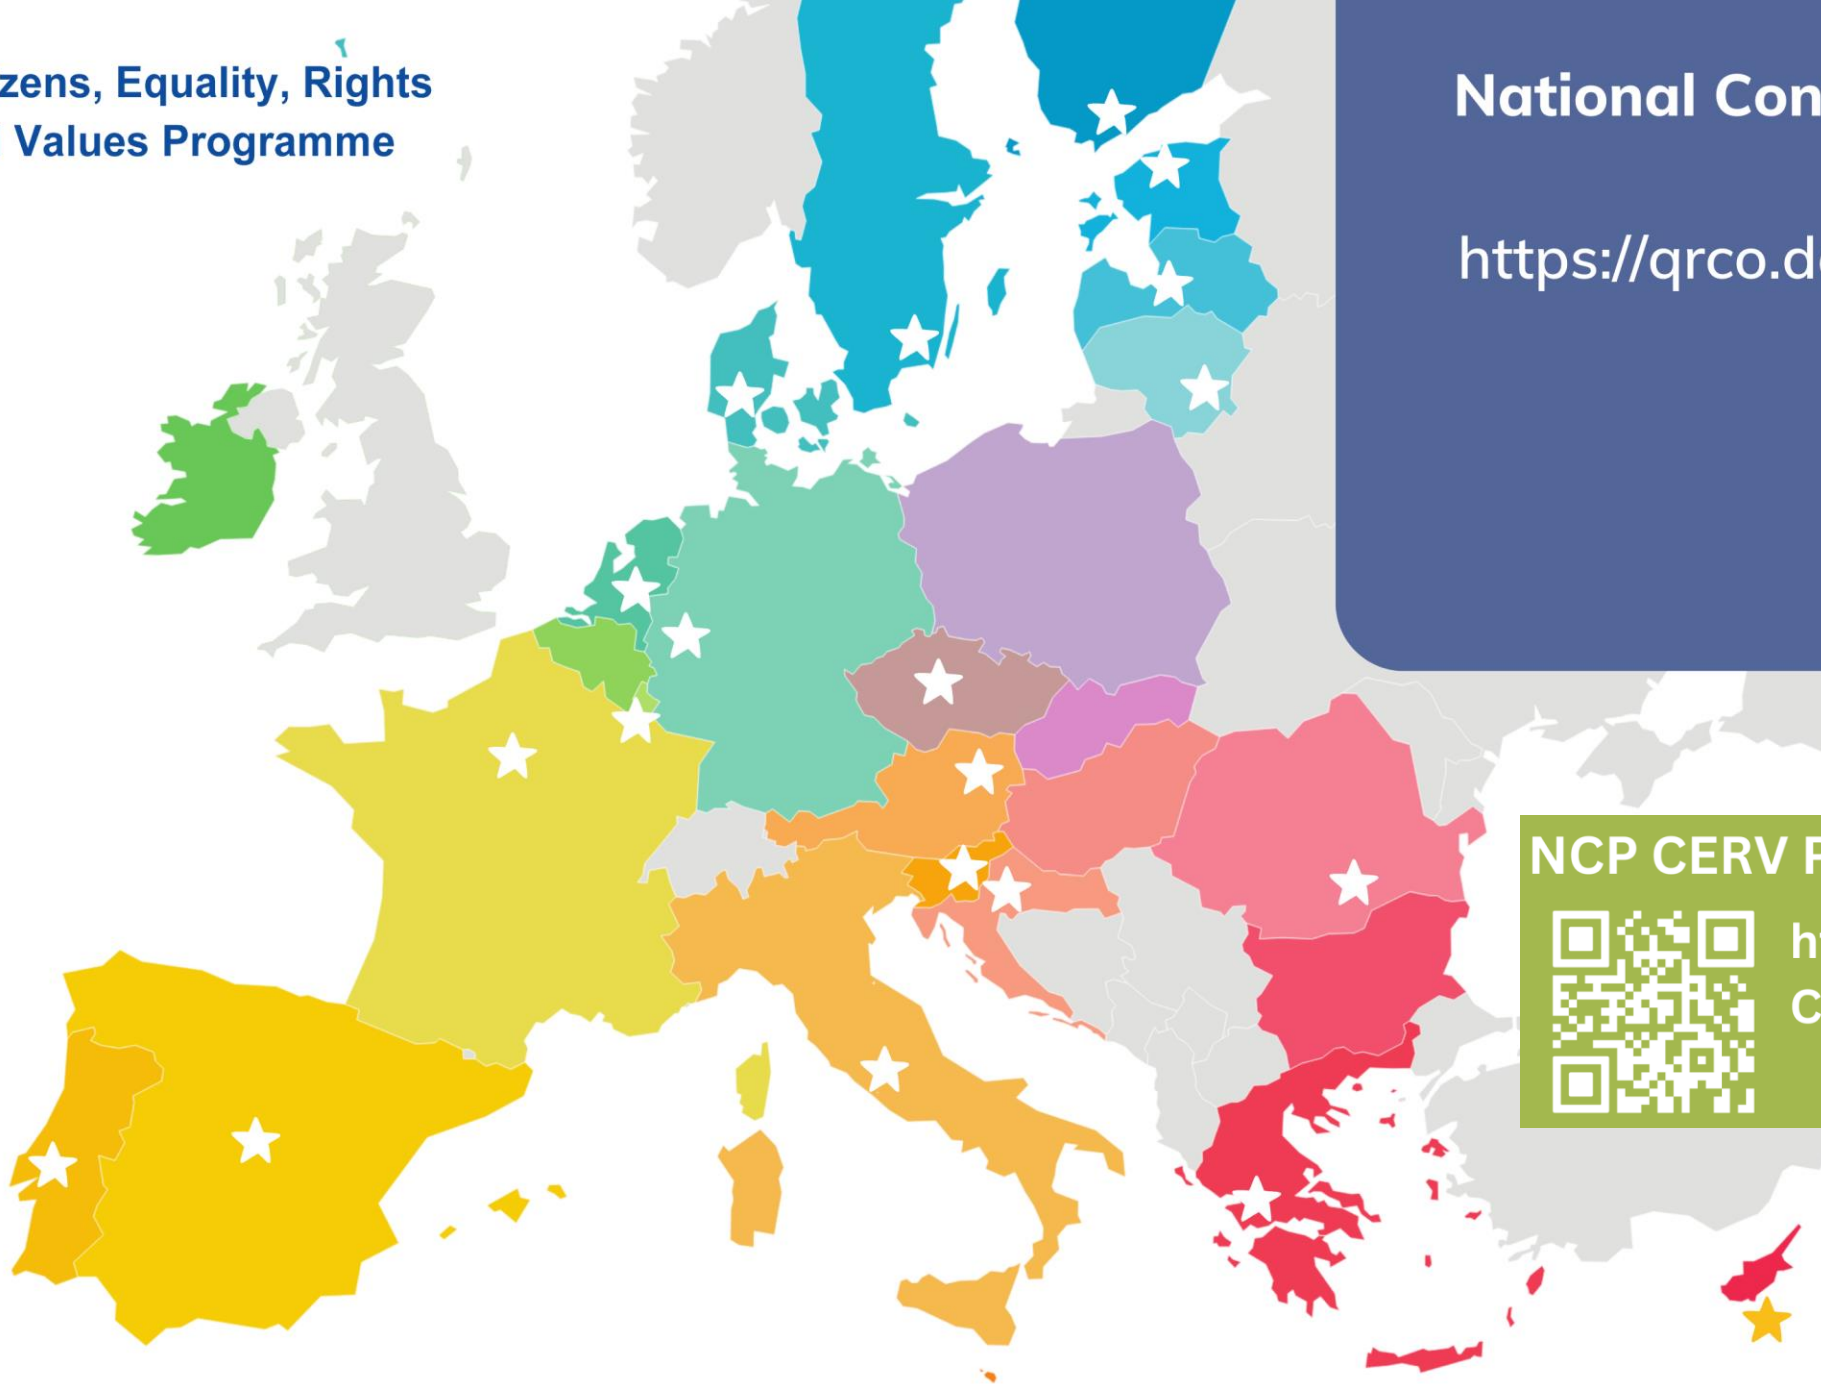 zens, Equality, Rights
Values Programme
National Con
https://qrco.d
NCP CERV